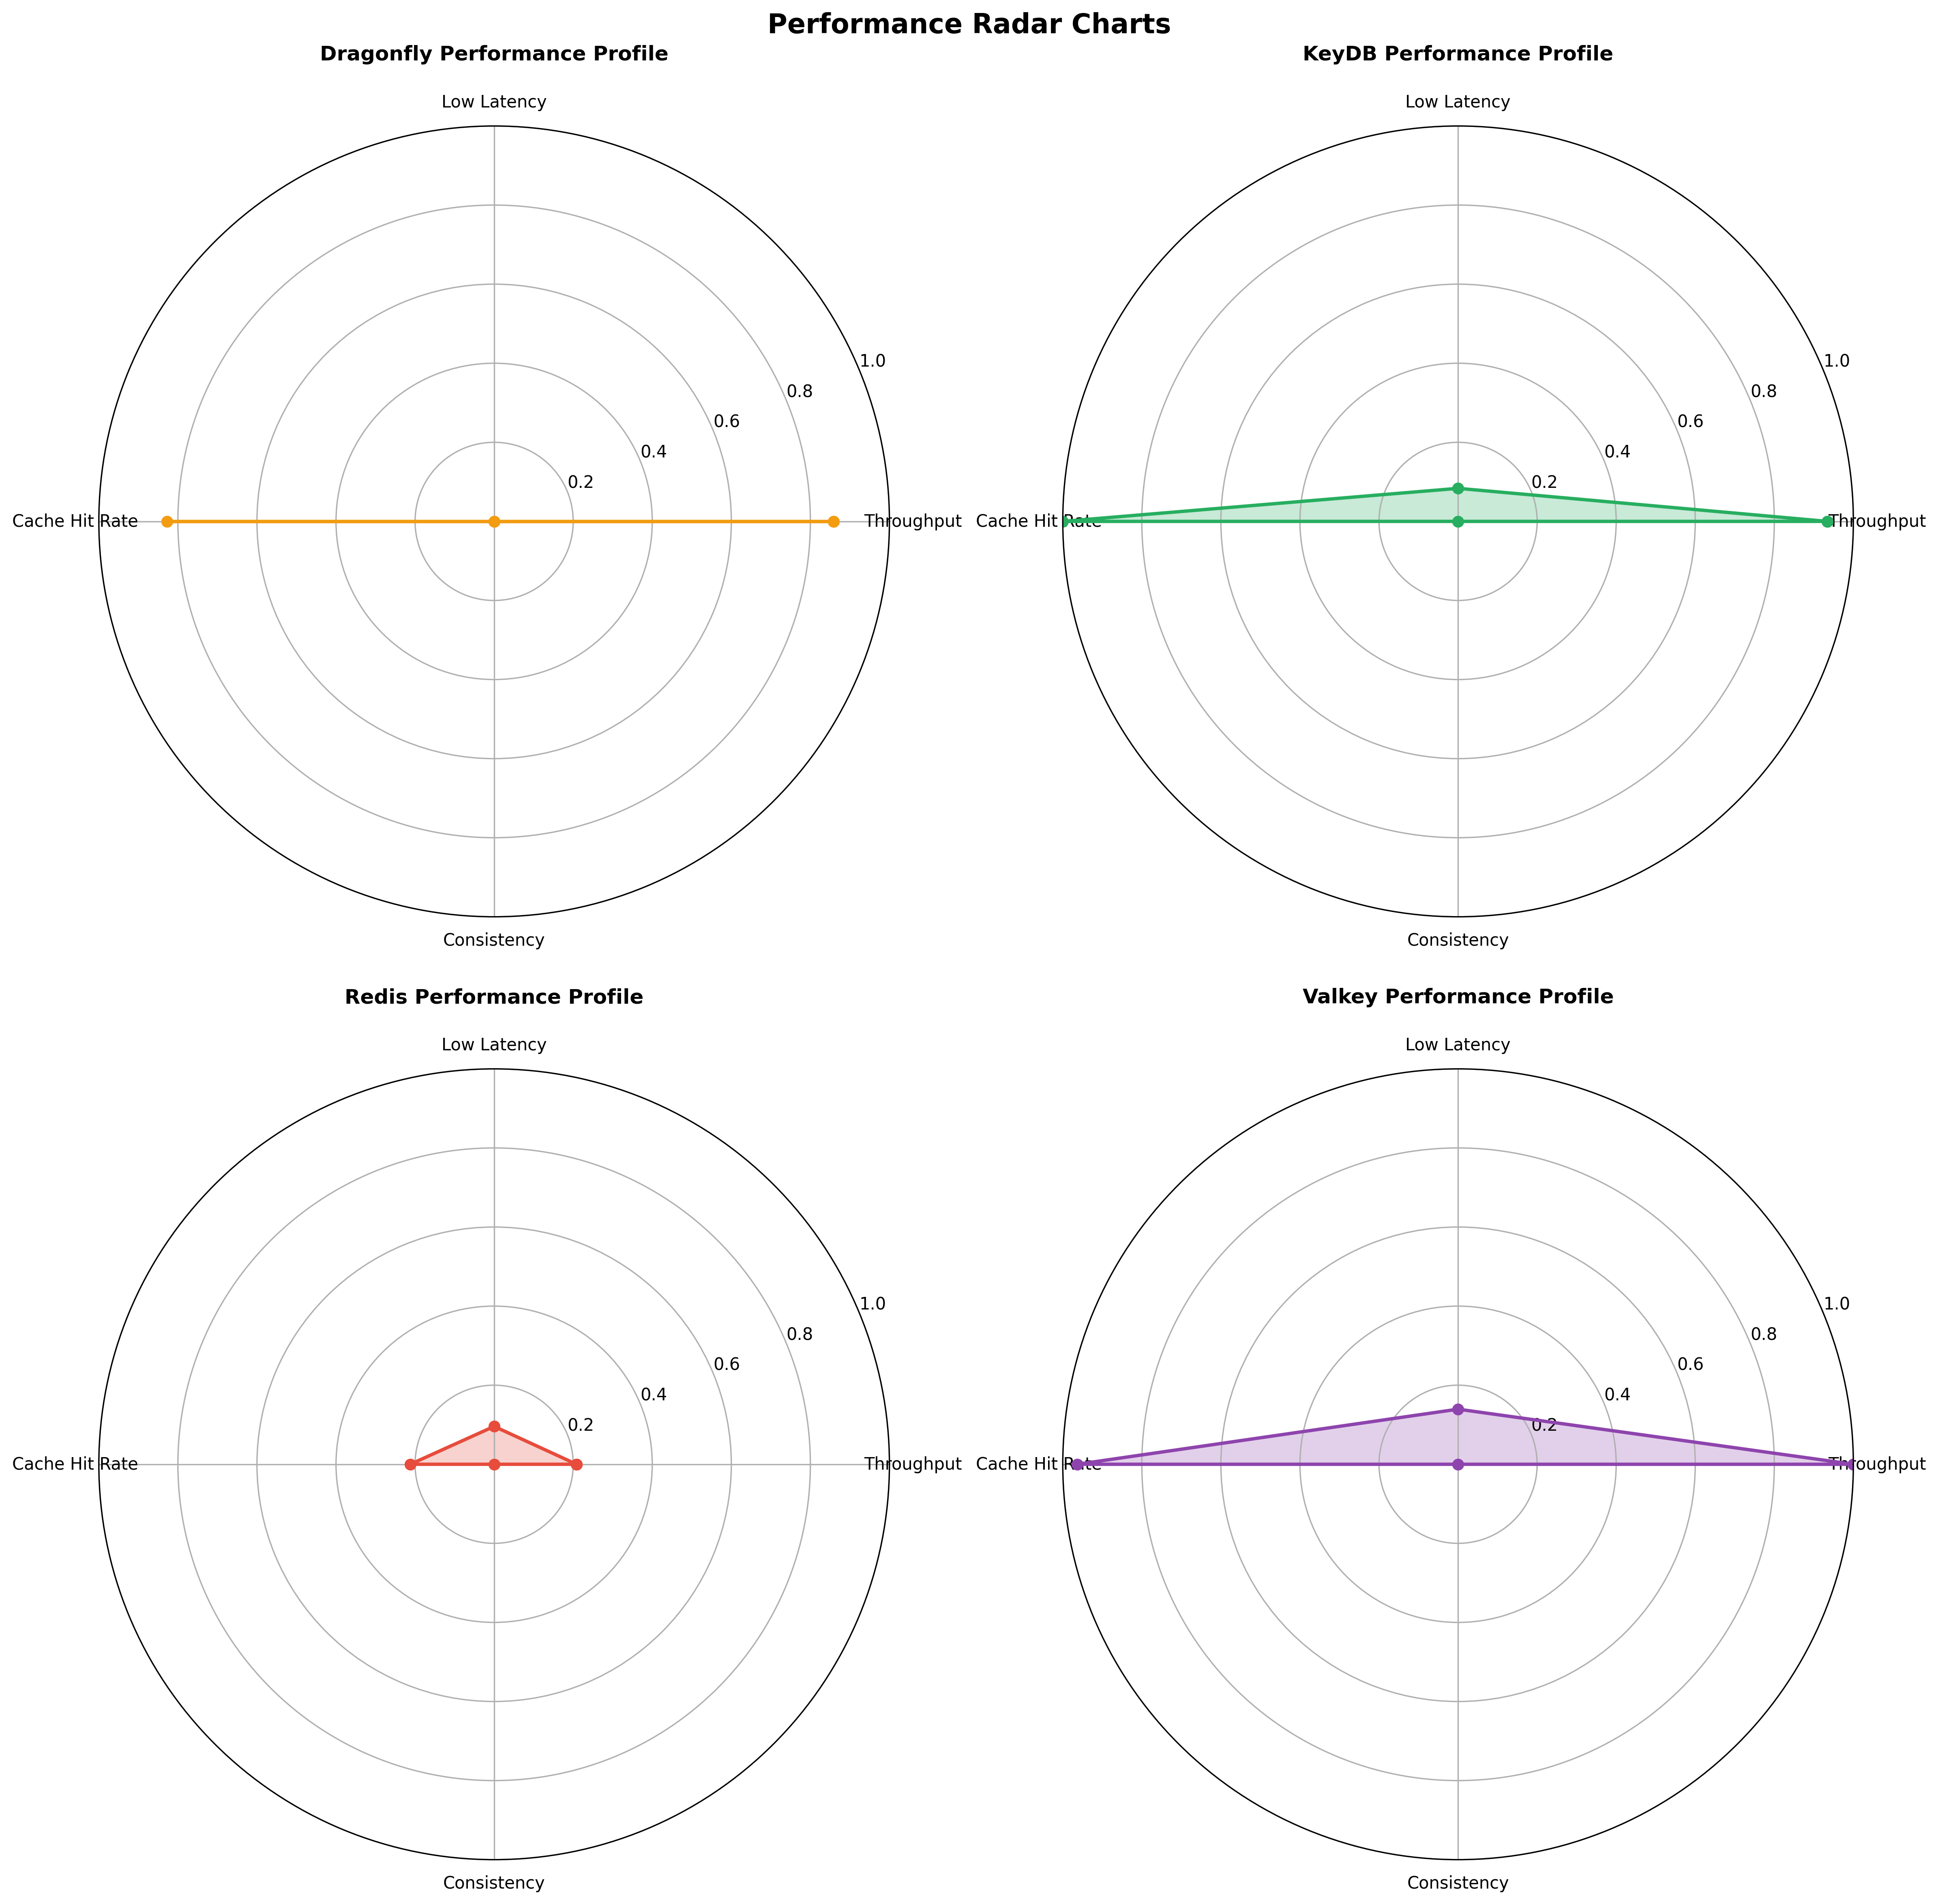 Performance Radar Charts
Dragonfly Performance Profile
Low Latency
1.0
0.8
0.6
0.4
0.2
Cache Hit Rate
Throughput
Consistency
KeyDB Performance Profile
Low Latency
1.0
0.8
0.6
0.4
0.2
Cache Hit Rate
Throughput
Consistency
Redis Performance Profile
Low Latency
1.0
0.8
0.6
0.4
0.2
Cache Hit Rate
Throughput
Consistency
Valkey Performance Profile
Low Latency
1.0
0.8
0.6
0.4
0.2
Cache Hit Rate
Throughput
Consistency